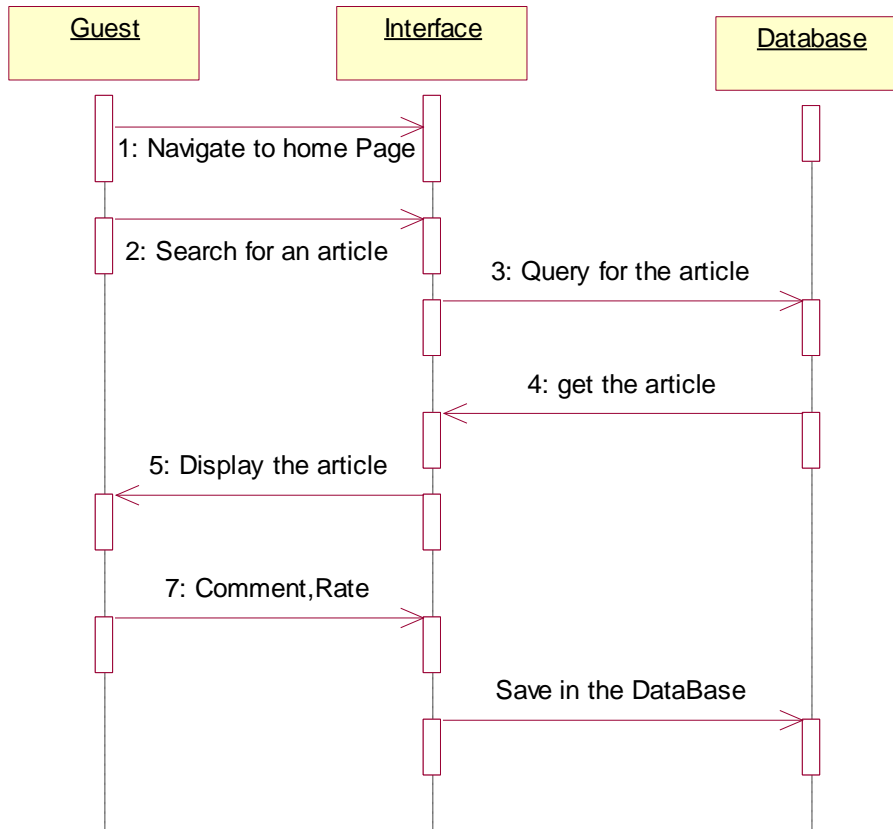 Guest
Interface
Database
1: Navigate to home Page
2: Search for an article
3: Query for the article
4: get the article
5: Display the article
7: Comment,Rate
Save in the DataBase